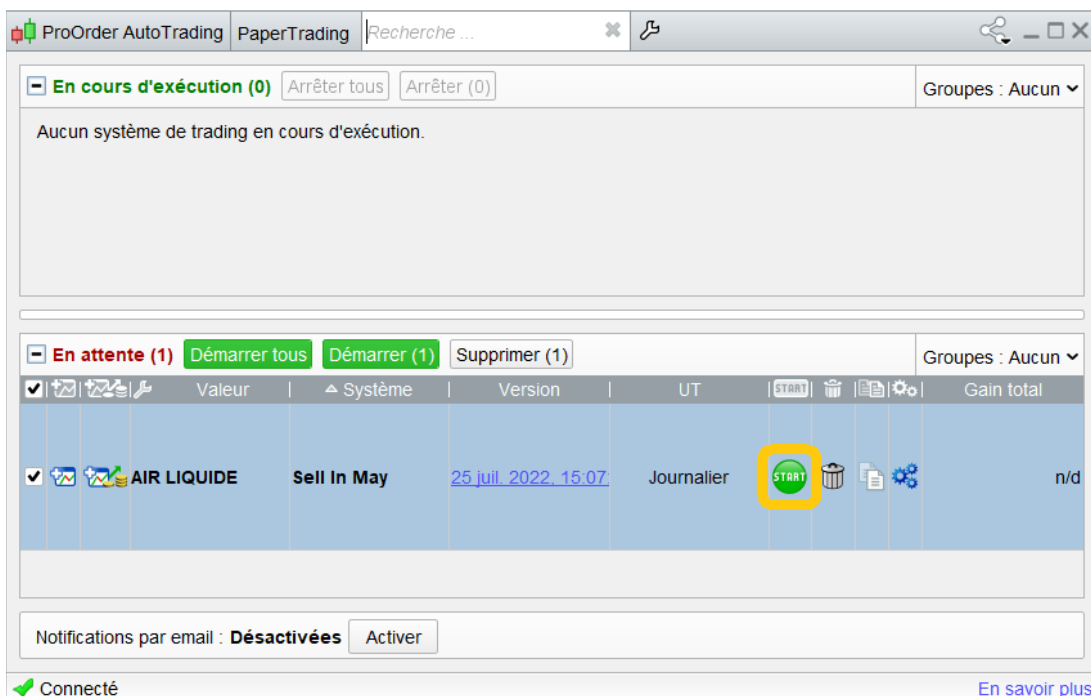 ProOrder AutoTrading PaperTrading Recherche ...
En cours d'exécution (0) Arrêter tous Arrêter (0) Groupes : Aucun
Aucun système de trading en cours d'exécution.
En attente (1) Démarrer tous Démarrer (1) Supprimer (1) Groupes : Aucun
Valeur Système Version UT START Gain total
AIR LIQUIDE Sell In May 25 juil. 2022, 15:07: Journalier START n/d
Notifications par email : Désactivées Activer
Connecté En savoir plus